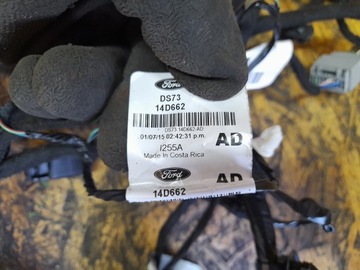 Ford
DS73
14D662
DS73 14D662 AD
01/07/15 02:42:31 p.m.
I255A
AD
Made In Costa Rica
Ford
AD
14D662